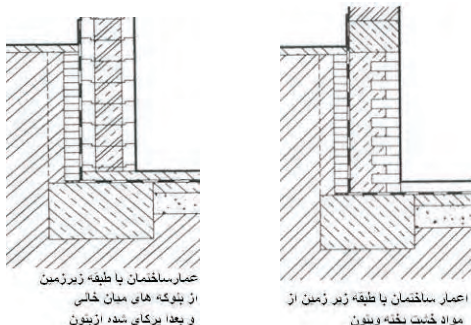 اعمار ساختمان با طبقه زیر زمین از
مواد خشت پخته وبتون
عمارساختمان با طبقه زیرزمین
از بلوکه های میان خالی
و بعدا پرکاری شده ازبتون